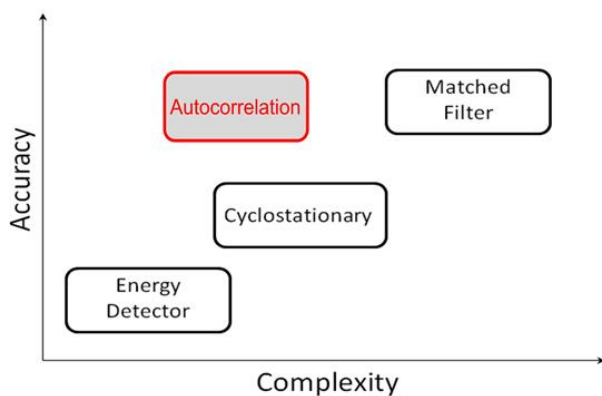 Accuracy
Autocorrelation
Matched
Filter
Cyclostationary
Energy
Detector
Complexity